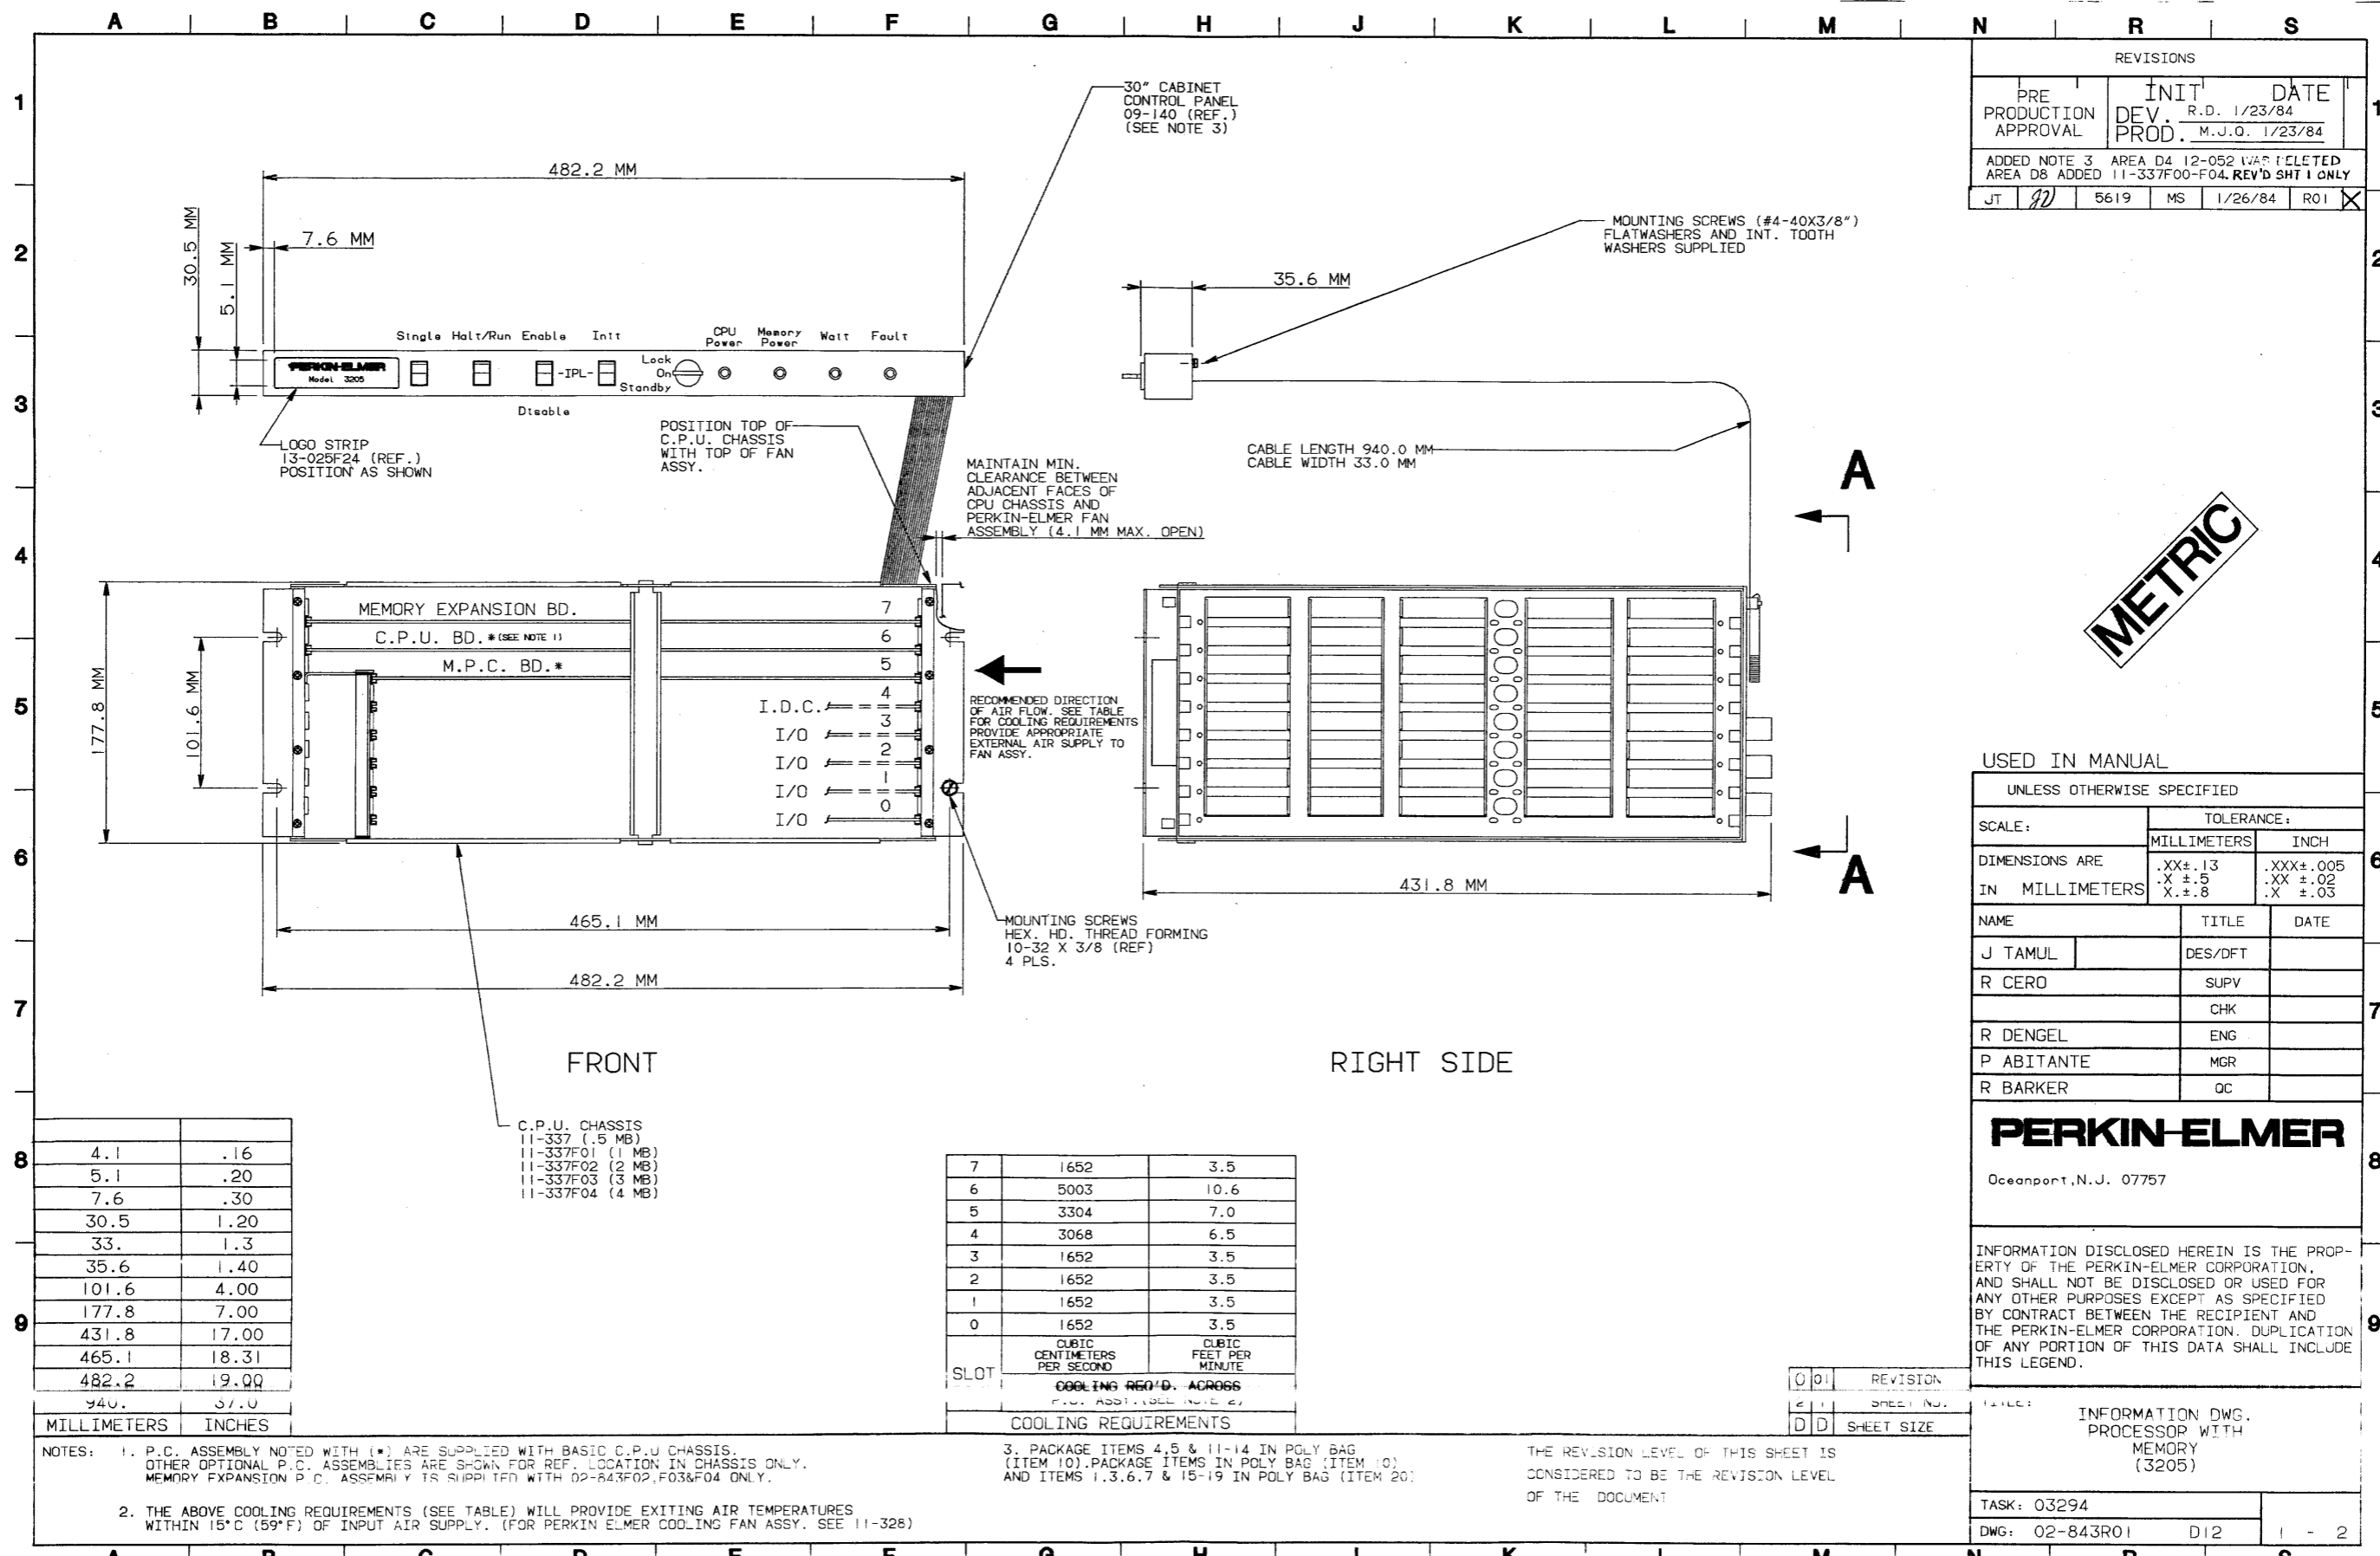 A B C D E F G H J K L M N R S
1
2
3
4
5
6
7
8
9
REVISIONS
PRE PRODUCTION APPROVAL
INIT DATE
DEV. R.D. 1/23/84
PROD. M.J.Q. 1/23/84
ADDED NOTE 3 AREA D4 12-052 WAS DELETED
AREA D8 ADDED 11-337F00-F04. REV'D SHT 1 ONLY
JT 5619 MS 1/26/84 R01
30" CABINET
CONTROL PANEL
09-140 (REF.)
(SEE NOTE 3)
482.2 MM
30.5 MM
5.1 MM
7.6 MM
MOUNTING SCREWS (#4-40X3/8")
FLATWASHERS AND INT. TOOTH
WASHERS SUPPLIED
35.6 MM
Single Halt/Run Enable Init
CPU Power
Memory Power
Wait Fault
PERKIN-ELMER
Model 3205
-IPL-
Lock
On
Standby
Disable
LOGO STRIP
13-025F24 (REF.)
POSITION AS SHOWN
POSITION TOP OF
C.P.U. CHASSIS
WITH TOP OF FAN
ASSY.
MAINTAIN MIN.
CLEARANCE BETWEEN
ADJACENT FACES OF
CPU CHASSIS AND
PERKIN-ELMER FAN
ASSEMBLY (4.1 MM MAX. OPEN)
CABLE LENGTH 940.0 MM
CABLE WIDTH 33.0 MM
A
A
METRIC
177.8 MM
101.6 MM
MEMORY EXPANSION BD. 7
C.P.U. BD.* (SEE NOTE 1) 6
M.P.C. BD.* 5
I.D.C. 4
I/O 3
I/O 2
I/O 1
I/O 0
RECOMMENDED DIRECTION
OF AIR FLOW. SEE TABLE
FOR COOLING REQUIREMENTS
PROVIDE APPROPRIATE
EXTERNAL AIR SUPPLY TO
FAN ASSY.
431.8 MM
465.1 MM
482.2 MM
MOUNTING SCREWS
HEX. HD. THREAD FORMING
10-32 X 3/8 (REF)
4 PLS.
FRONT
RIGHT SIDE
C.P.U. CHASSIS
11-337 (.5 MB)
11-337F01 (1 MB)
11-337F02 (2 MB)
11-337F03 (3 MB)
11-337F04 (4 MB)
4.1 .16
5.1 .20
7.6 .30
30.5 1.20
33. 1.3
35.6 1.40
101.6 4.00
177.8 7.00
431.8 17.00
465.1 18.31
482.2 19.00
940. 37.0
MILLIMETERS INCHES
7 1652 3.5
6 5003 10.6
5 3304 7.0
4 3068 6.5
3 1652 3.5
2 1652 3.5
1 1652 3.5
0 1652 3.5
SLOT
CUBIC CENTIMETERS PER SECOND
CUBIC FEET PER MINUTE
COOLING REQ'D. ACROSS
P.C. ASSY. (SEE NOTE 2)
COOLING REQUIREMENTS
USED IN MANUAL
UNLESS OTHERWISE SPECIFIED
SCALE:
DIMENSIONS ARE
IN MILLIMETERS
TOLERANCE:
MILLIMETERS INCH
.XX±.13 .XXX±.005
.X ±.5 .XX ±.02
X.±.8 .X ±.03
NAME TITLE DATE
J TAMUL DES/DFT
R CERO SUPV
CHK
R DENGEL ENG
P ABITANTE MGR
R BARKER QC
PERKIN-ELMER
Oceanport,N.J. 07757
INFORMATION DISCLOSED HEREIN IS THE PROP-
ERTY OF THE PERKIN-ELMER CORPORATION,
AND SHALL NOT BE DISCLOSED OR USED FOR
ANY OTHER PURPOSES EXCEPT AS SPECIFIED
BY CONTRACT BETWEEN THE RECIPIENT AND
THE PERKIN-ELMER CORPORATION. DUPLICATION
OF ANY PORTION OF THIS DATA SHALL INCLUDE
THIS LEGEND.
0 01 REVISION
2 1 SHEET NO.
D D SHEET SIZE
TITLE:
INFORMATION DWG.
PROCESSOR WITH
MEMORY
(3205)
TASK: 03294
DWG: 02-843R01 D12 1 - 2
NOTES: 1. P.C. ASSEMBLY NOTED WITH (*) ARE SUPPLIED WITH BASIC C.P.U CHASSIS.
OTHER OPTIONAL P.C. ASSEMBLIES ARE SHOWN FOR REF. LOCATION IN CHASSIS ONLY.
MEMORY EXPANSION P.C. ASSEMBLY IS SUPPLIED WITH 02-843F02,F03&F04 ONLY.
2. THE ABOVE COOLING REQUIREMENTS (SEE TABLE) WILL PROVIDE EXITING AIR TEMPERATURES
WITHIN 15°C (59°F) OF INPUT AIR SUPPLY. (FOR PERKIN ELMER COOLING FAN ASSY. SEE 11-328)
3. PACKAGE ITEMS 4,5 & 11-14 IN POLY BAG
(ITEM 10).PACKAGE ITEMS IN POLY BAG (ITEM 10)
AND ITEMS 1,3,6,7 & 15-19 IN POLY BAG (ITEM 20)
THE REVISION LEVEL OF THIS SHEET IS
CONSIDERED TO BE THE REVISION LEVEL
OF THE DOCUMENT